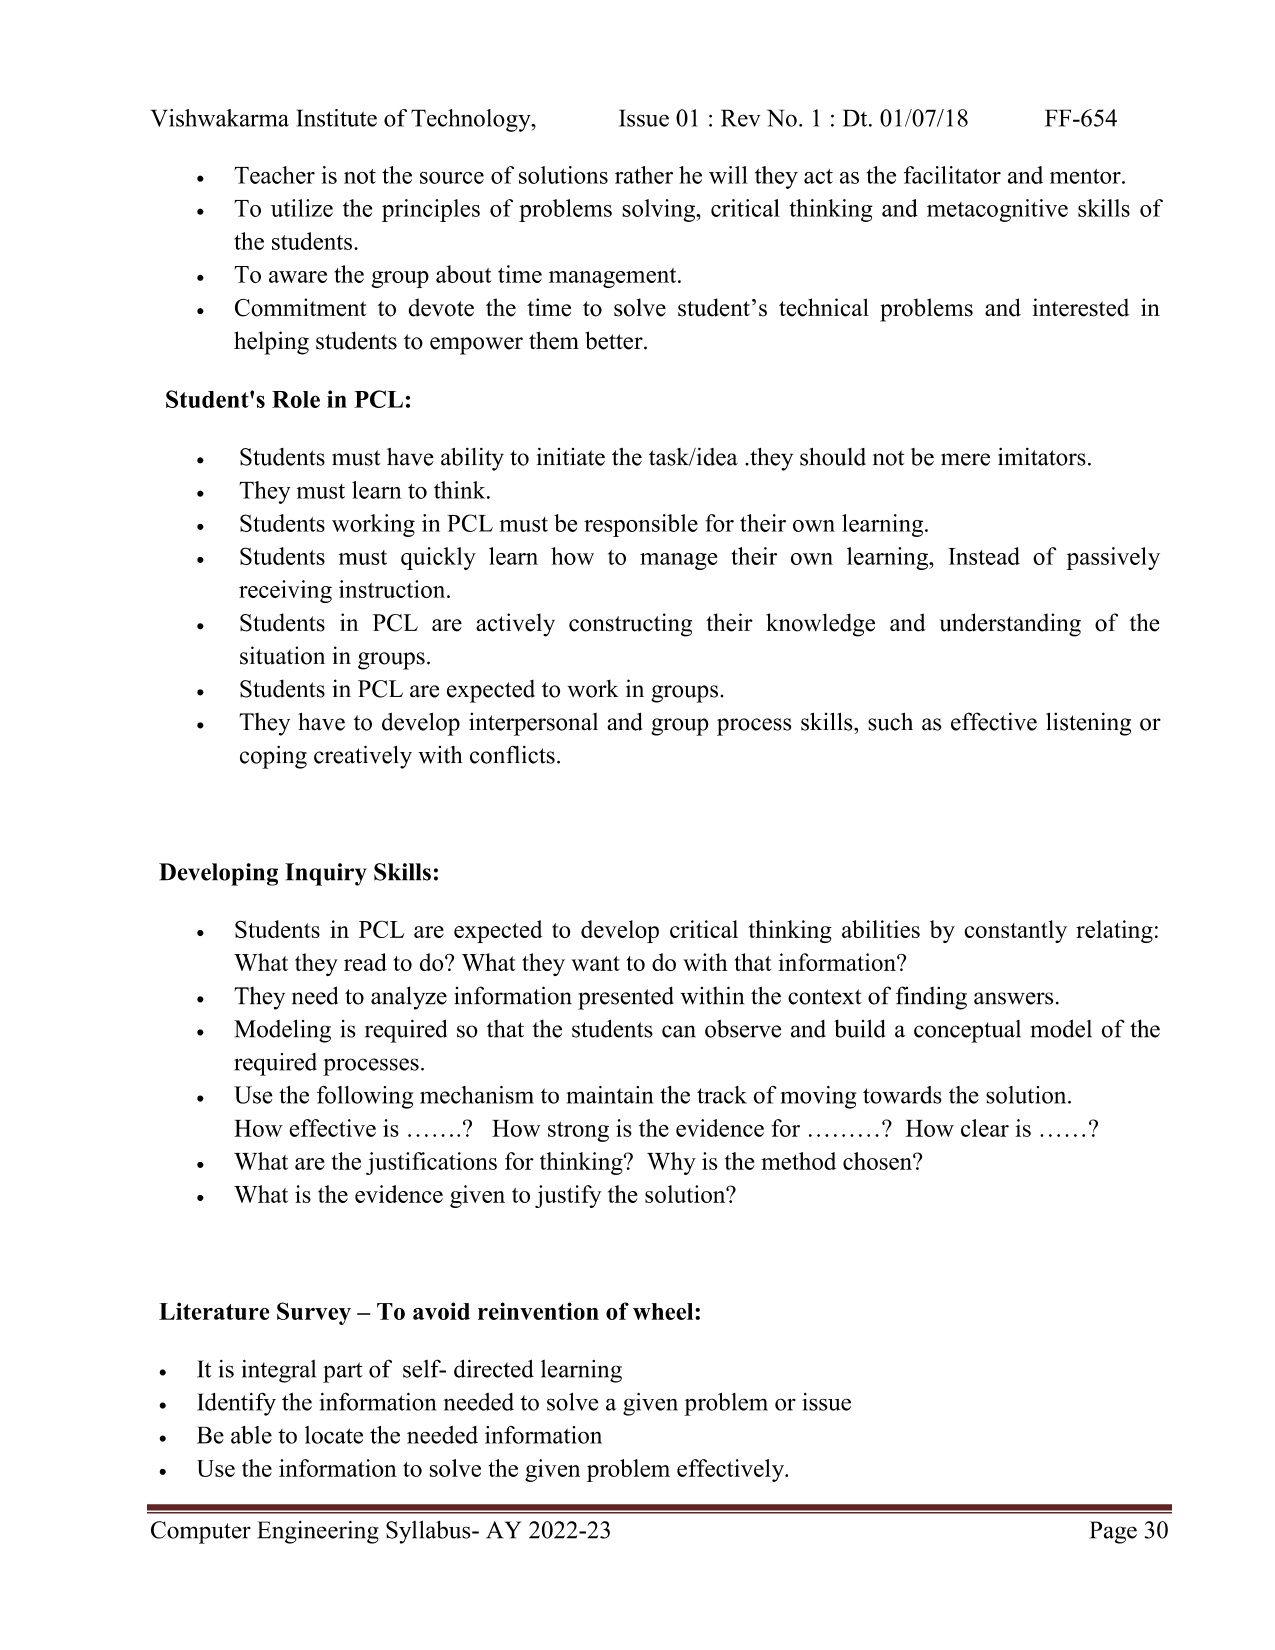 Vishwakarma Institute of Technology, Issue 01 : Rev No. 1 : Dt. 01/07/18 FF-654
• Teacher is not the source of solutions rather he will they act as the facilitator and mentor.
• To utilize the principles of problems solving, critical thinking and metacognitive skills of
the students.
• To aware the group about time management.
• Commitment to devote the time to solve student’s technical problems and interested in
helping students to empower them better.
Student's Role in PCL:
• Students must have ability to initiate the task/idea .they should not be mere imitators.
• They must learn to think.
• Students working in PCL must be responsible for their own learning.
• Students must quickly learn how to manage their own learning, Instead of passively
receiving instruction.
• Students in PCL are actively constructing their knowledge and understanding of the
situation in groups.
• Students in PCL are expected to work in groups.
• They have to develop interpersonal and group process skills, such as effective listening or
coping creatively with conflicts.
Developing Inquiry Skills:
• Students in PCL are expected to develop critical thinking abilities by constantly relating:
What they read to do? What they want to do with that information?
• They need to analyze information presented within the context of finding answers.
• Modeling is required so that the students can observe and build a conceptual model of the
required processes.
• Use the following mechanism to maintain the track of moving towards the solution.
How effective is …….? How strong is the evidence for ………? How clear is ……?
• What are the justifications for thinking? Why is the method chosen?
• What is the evidence given to justify the solution?
Literature Survey – To avoid reinvention of wheel:
• It is integral part of self- directed learning
• Identify the information needed to solve a given problem or issue
• Be able to locate the needed information
• Use the information to solve the given problem effectively.
Computer Engineering Syllabus- AY 2022-23 Page 30